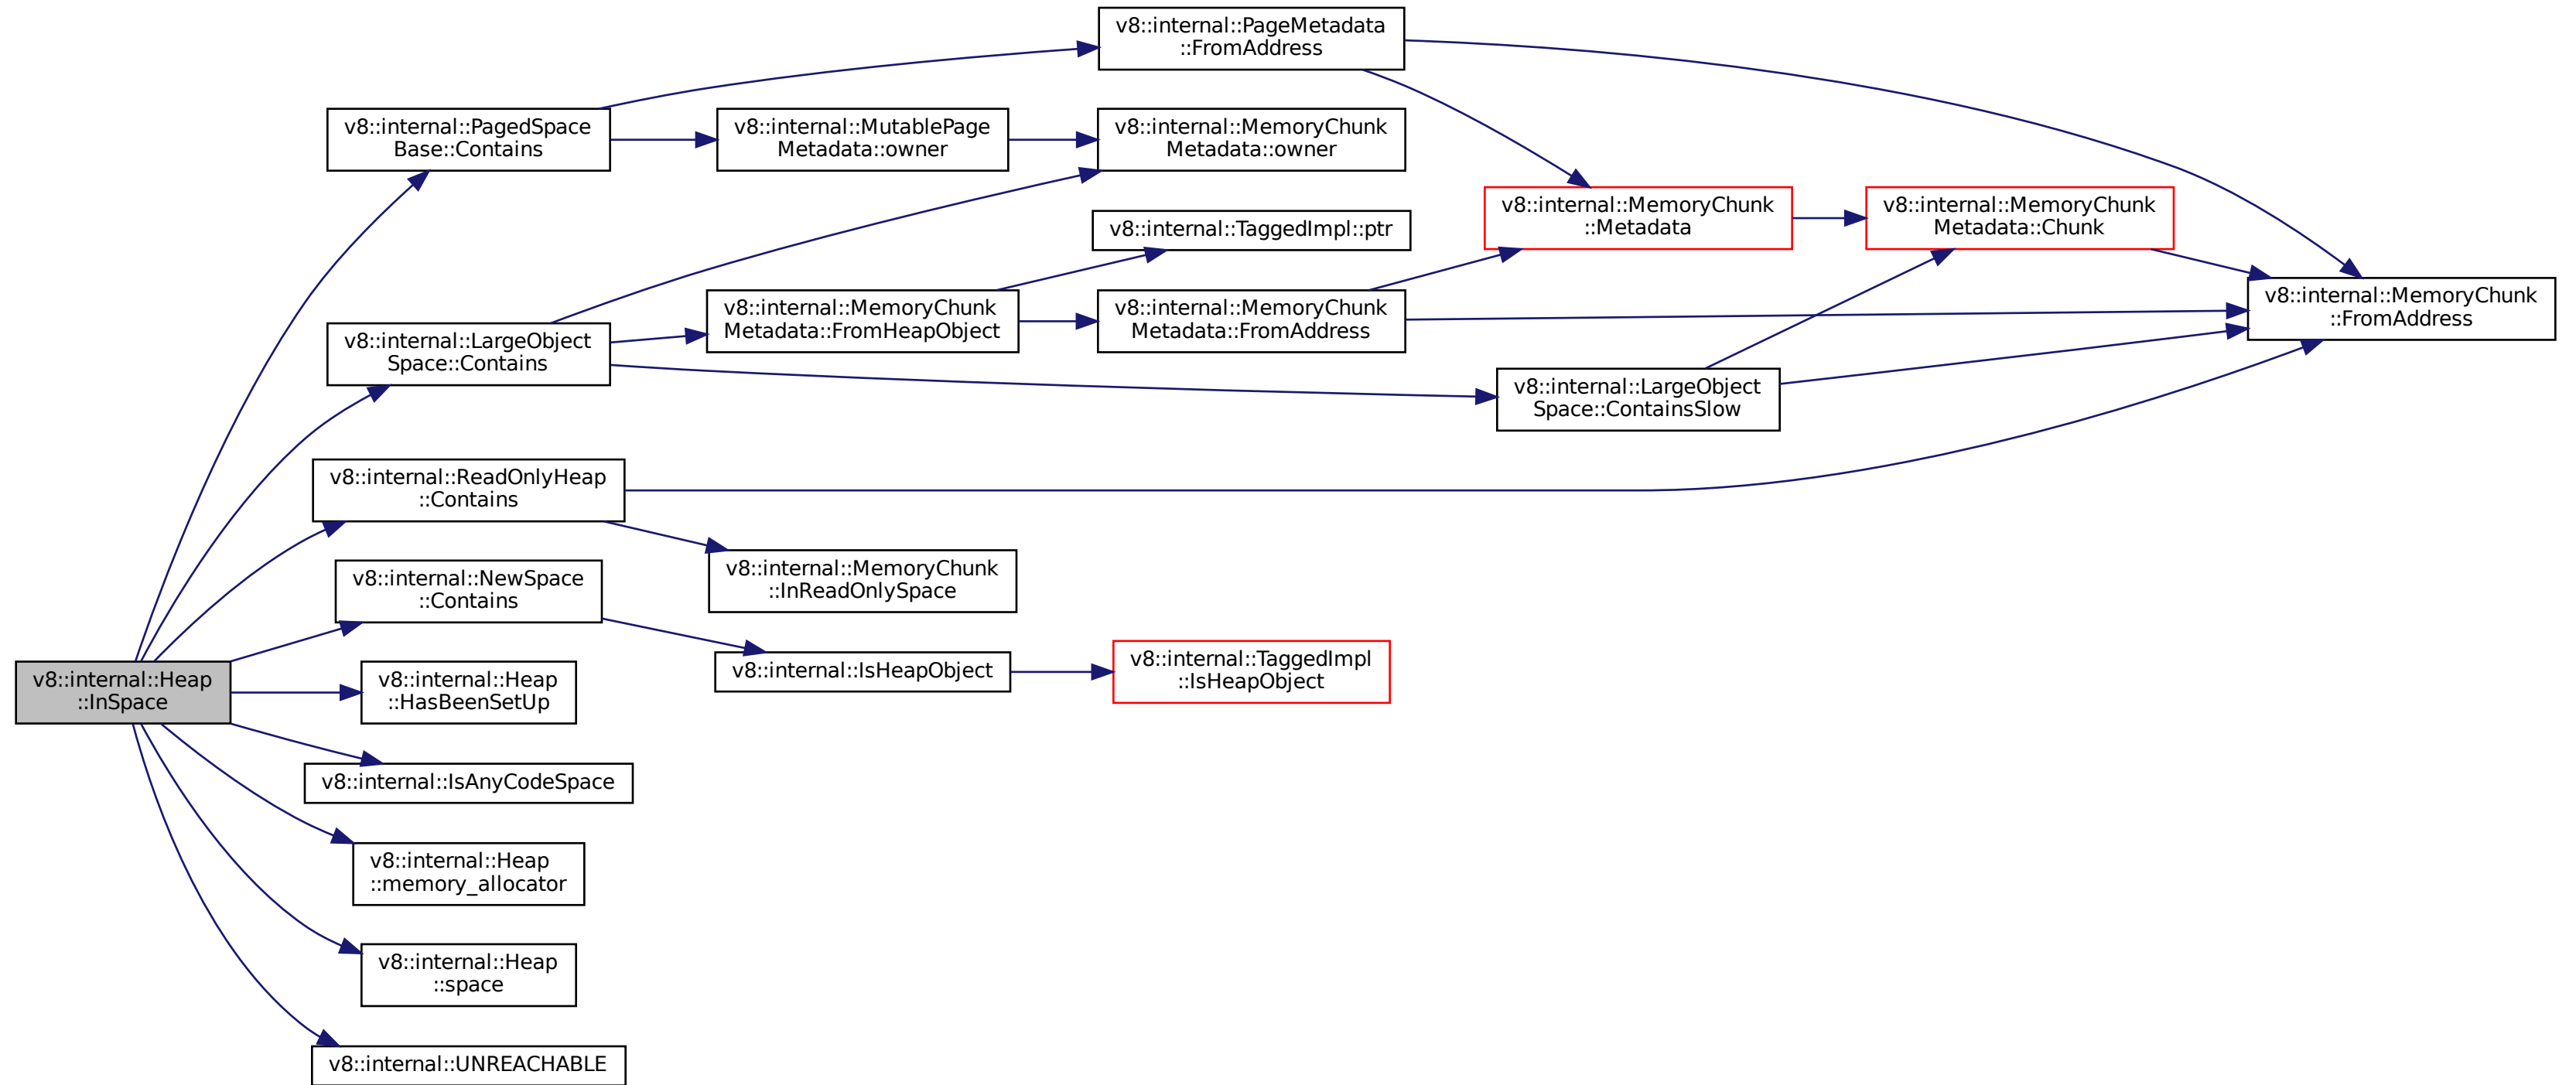 v8::internal::PageMetadata
::FromAddress
v8::internal::PagedSpace
Base::Contains
v8::internal::MutablePage
Metadata::owner
v8::internal::MemoryChunk
Metadata::owner
v8::internal::MemoryChunk
::Metadata
v8::internal::MemoryChunk
Metadata::Chunk
v8::internal::TaggedImpl::ptr
v8::internal::MemoryChunk
::FromAddress
v8::internal::MemoryChunk
Metadata::FromHeapObject
v8::internal::MemoryChunk
Metadata::FromAddress
v8::internal::LargeObject
Space::Contains
v8::internal::LargeObject
Space::ContainsSlow
v8::internal::ReadOnlyHeap
::Contains
v8::internal::MemoryChunk
::InReadOnlySpace
v8::internal::NewSpace
::Contains
v8::internal::IsHeapObject
v8::internal::TaggedImpl
::IsHeapObject
v8::internal::Heap
::InSpace
v8::internal::Heap
::HasBeenSetUp
v8::internal::IsAnyCodeSpace
v8::internal::Heap
::memory_allocator
v8::internal::Heap
::space
v8::internal::UNREACHABLE